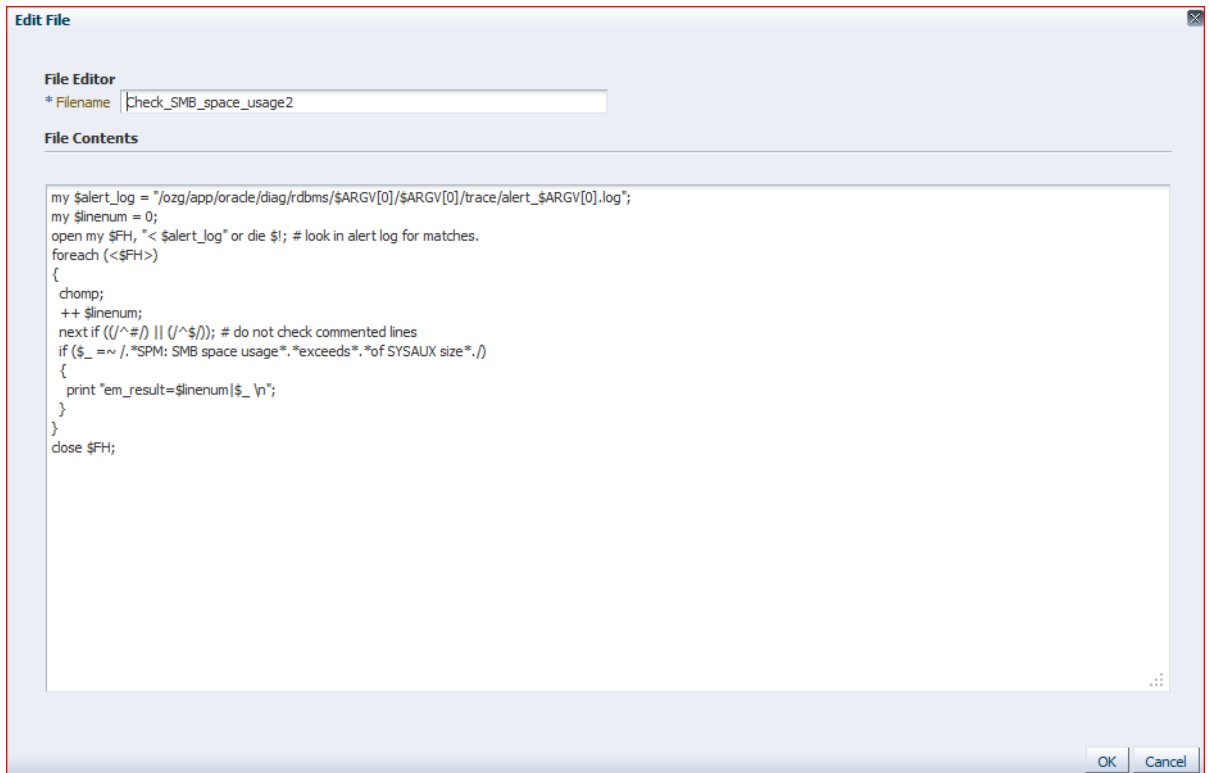 Edit File
File Editor
* Filename Check_SMB_space_usage2
File Contents
my $alert_log = "/ozg/app/oracle/diag/rdbms/$ARGV[0]/$ARGV[0]/trace/alert_$ARGV[0].log";
my $linenum = 0;
open my $FH, "< $alert_log" or die $!; # look in alert log for matches.
foreach (<$FH>)
{
chomp;
++ $linenum;
next if ((/^#/) || (/^$/)); # do not check commented lines
if ($_ =~ /.*SPM: SMB space usage*.*exceeds*.*of SYSAUX size*./)
{
print "em_result=$linenum|$_ \n";
}
}
close $FH;
OK Cancel